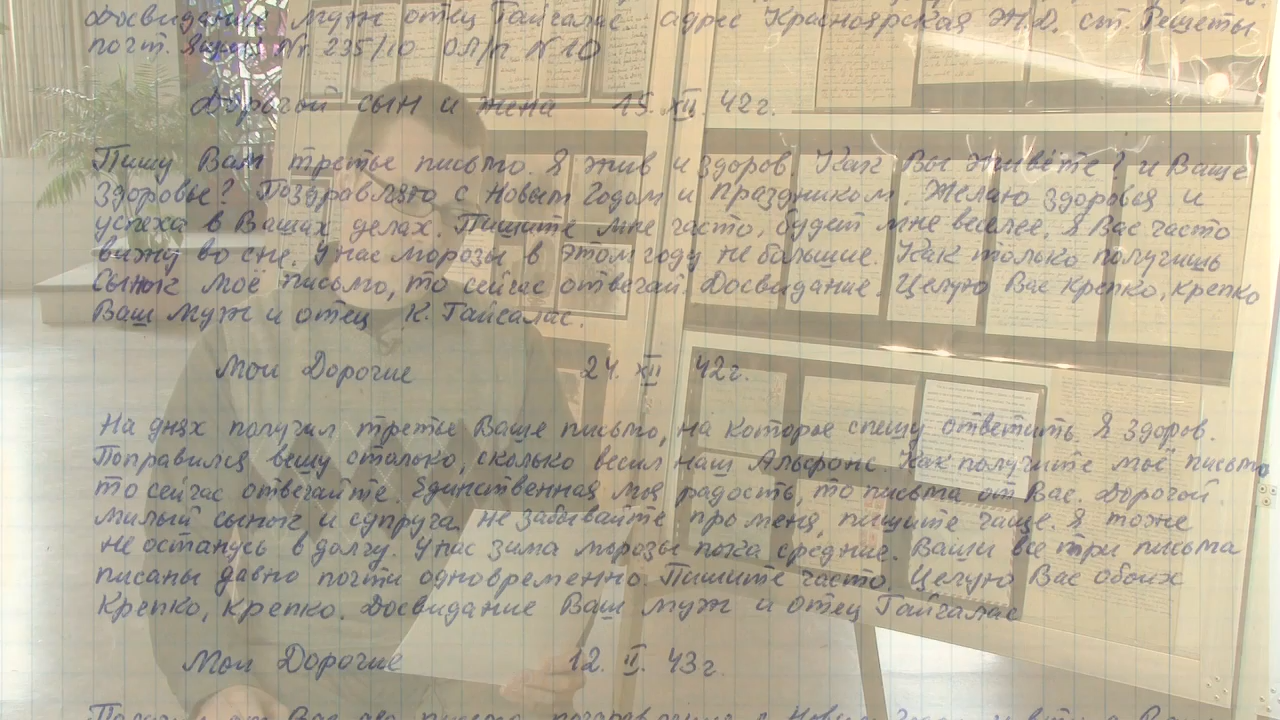 Досвидание муж отец Гайгалас. адрес Красноярская Ж.Д. ст. Решеты
почт. ящик № 235/10 ОЛ/п N 10
Дорогой сын и жена 15. XII. 42г.
Пишу Вам третье письмо. Я жив и здоров. Как Вы живёте? и Ваше
здоровье? Поздравляю с Новым Годом и Праздником. Желаю здоровья и
успеха в Ваших делах. Пишите мне часто, будет мне веселее. Я Вас часто
вижу во сне. У нас морозы в этом году не большие. Как только получишь
Сынок моё письмо, то сейчас отвечай. Досвидание. Целую Вас крепко, крепко
Ваш муж и отец К. Гайгалас.
Мои Дорогие 24. XII 42г.
На днях получил третье Ваше письмо, на которое спешу ответить. Я здоров.
Поправился вешу столько, сколько весил наш Альфонс. Как получите моё письмо
то сейчас отвечайте. Единственная моя радость, то письма от Вас. Дорогой
милый сынок и супруга не забывайте про меня, пишите чаще. Я тоже
не останусь в долгу. У нас зима морозы пока средние. Ваши все три письма
писаны давно почти одновременно. Пишите часто. Целую Вас обоих
крепко, крепко. Досвидание Ваш муж и отец Гайгалас
Мои Дорогие 12. II. 43г.